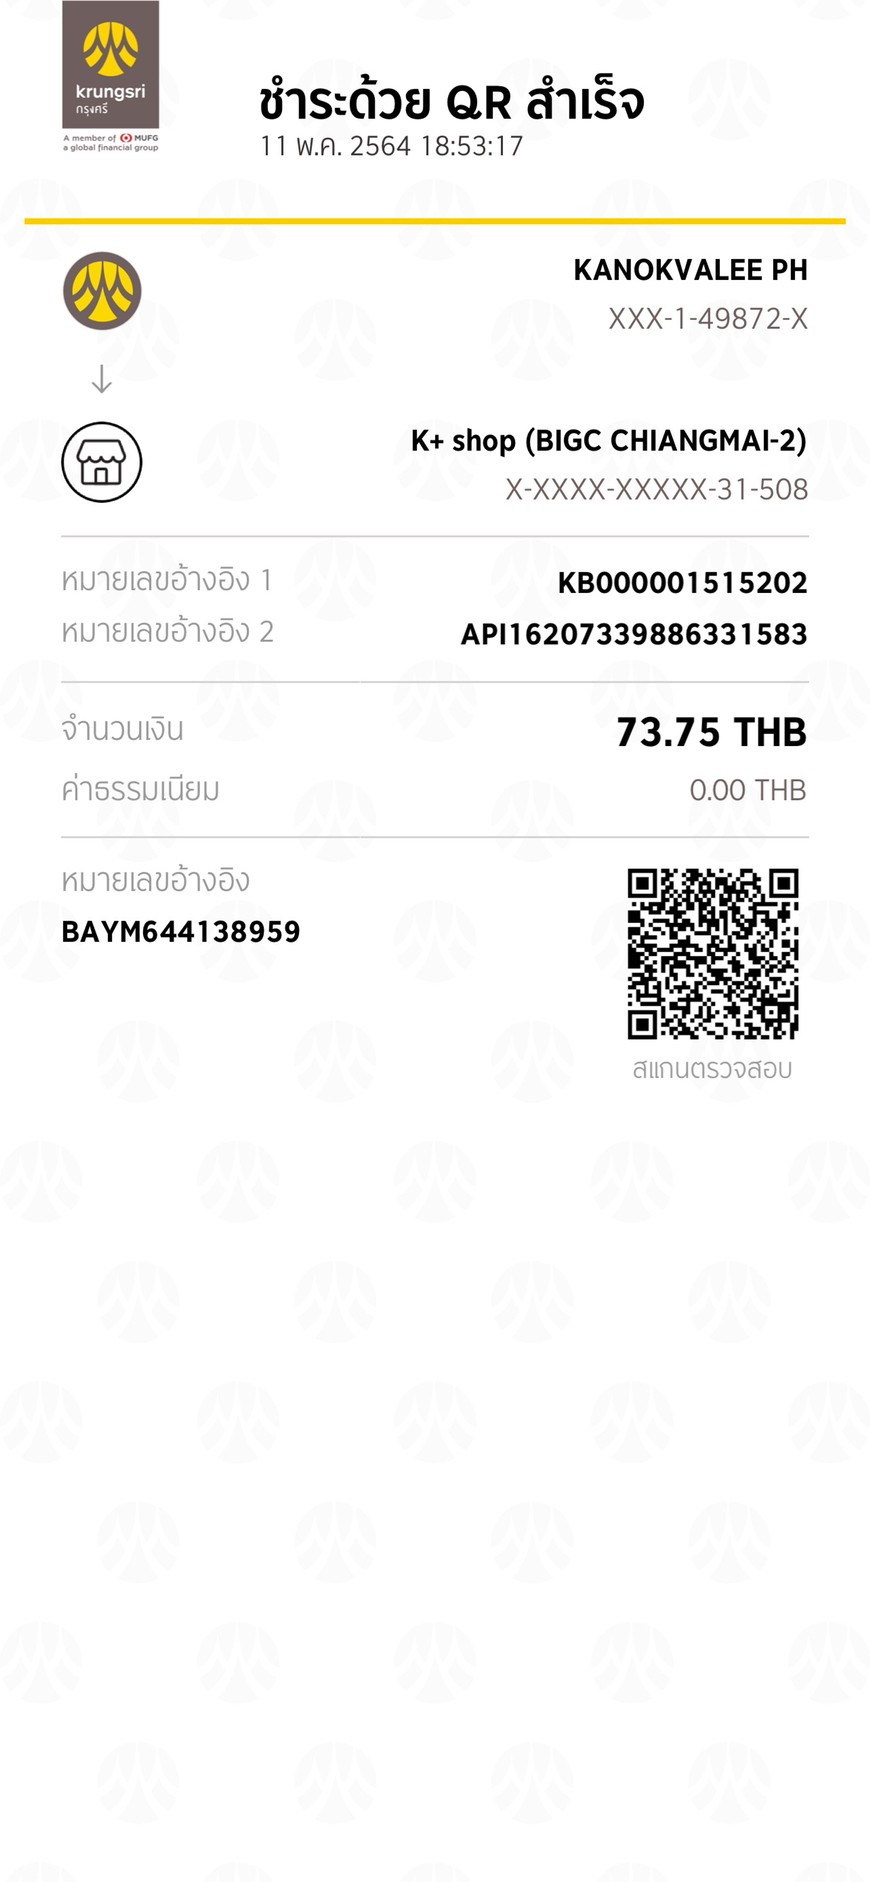 krungsri
กรุงศรี
A member of MUFG
a global financial group
ชำระด้วย QR สำเร็จ
11 พ.ค. 2564 18:53:17
KANOKVALEE PH
XXX-1-49872-X
K+ shop (BIGC CHIANGMAI-2)
X-XXXX-XXXXX-31-508
หมายเลขอ้างอิง 1 KB000001515202
หมายเลขอ้างอิง 2 API16207339886331583
จำนวนเงิน 73.75 THB
ค่าธรรมเนียม 0.00 THB
หมายเลขอ้างอิง
BAYM644138959
สแกนตรวจสอบ